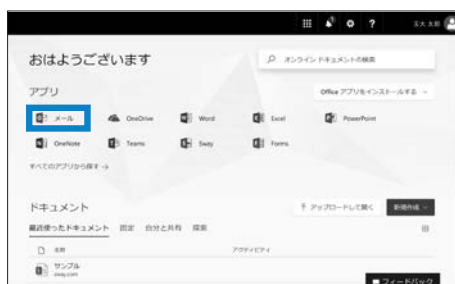 ?
玉大 太郎
おはようございます
オンライン ドキュメントの検索
アプリ
Office アプリをインストールする
メール
OneDrive
Word
Excel
PowerPoint
OneNote
Teams
Sway
Forms
すべてのアプリから探す →
ドキュメント
アップロードして開く
新規作成
最近使ったドキュメント 固定 自分と共有 探索
名前
アクティビティ
サンプル
sway.com
フィードバック